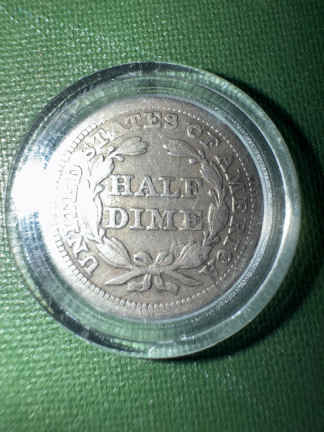 UNITED STATES OF AMERICA
HALF
DIME